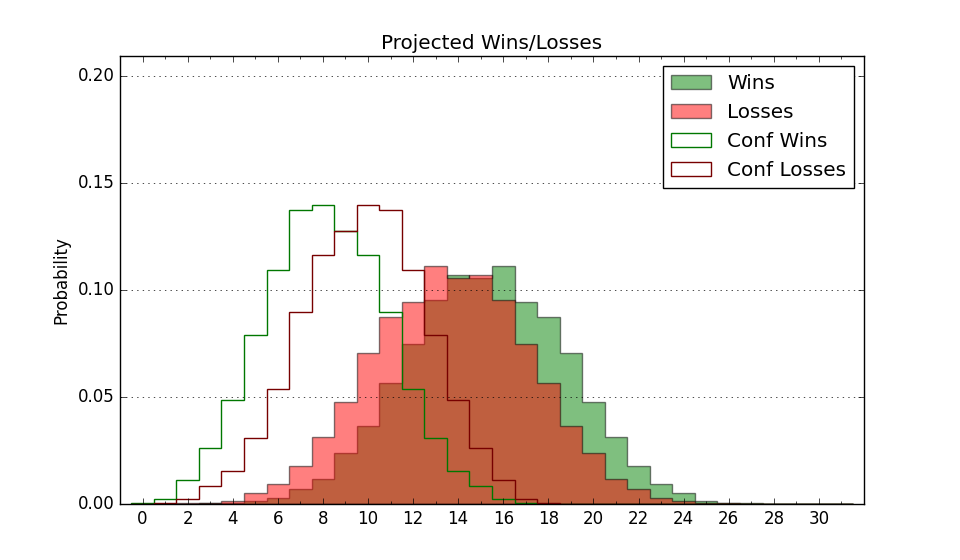 Projected Wins/Losses
Wins
Losses
Conf Wins
Conf Losses
Probability
0.20
0.15
0.10
0.05
0.00
0 2 4 6 8 10 12 14 16 18 20 22 24 26 28 30